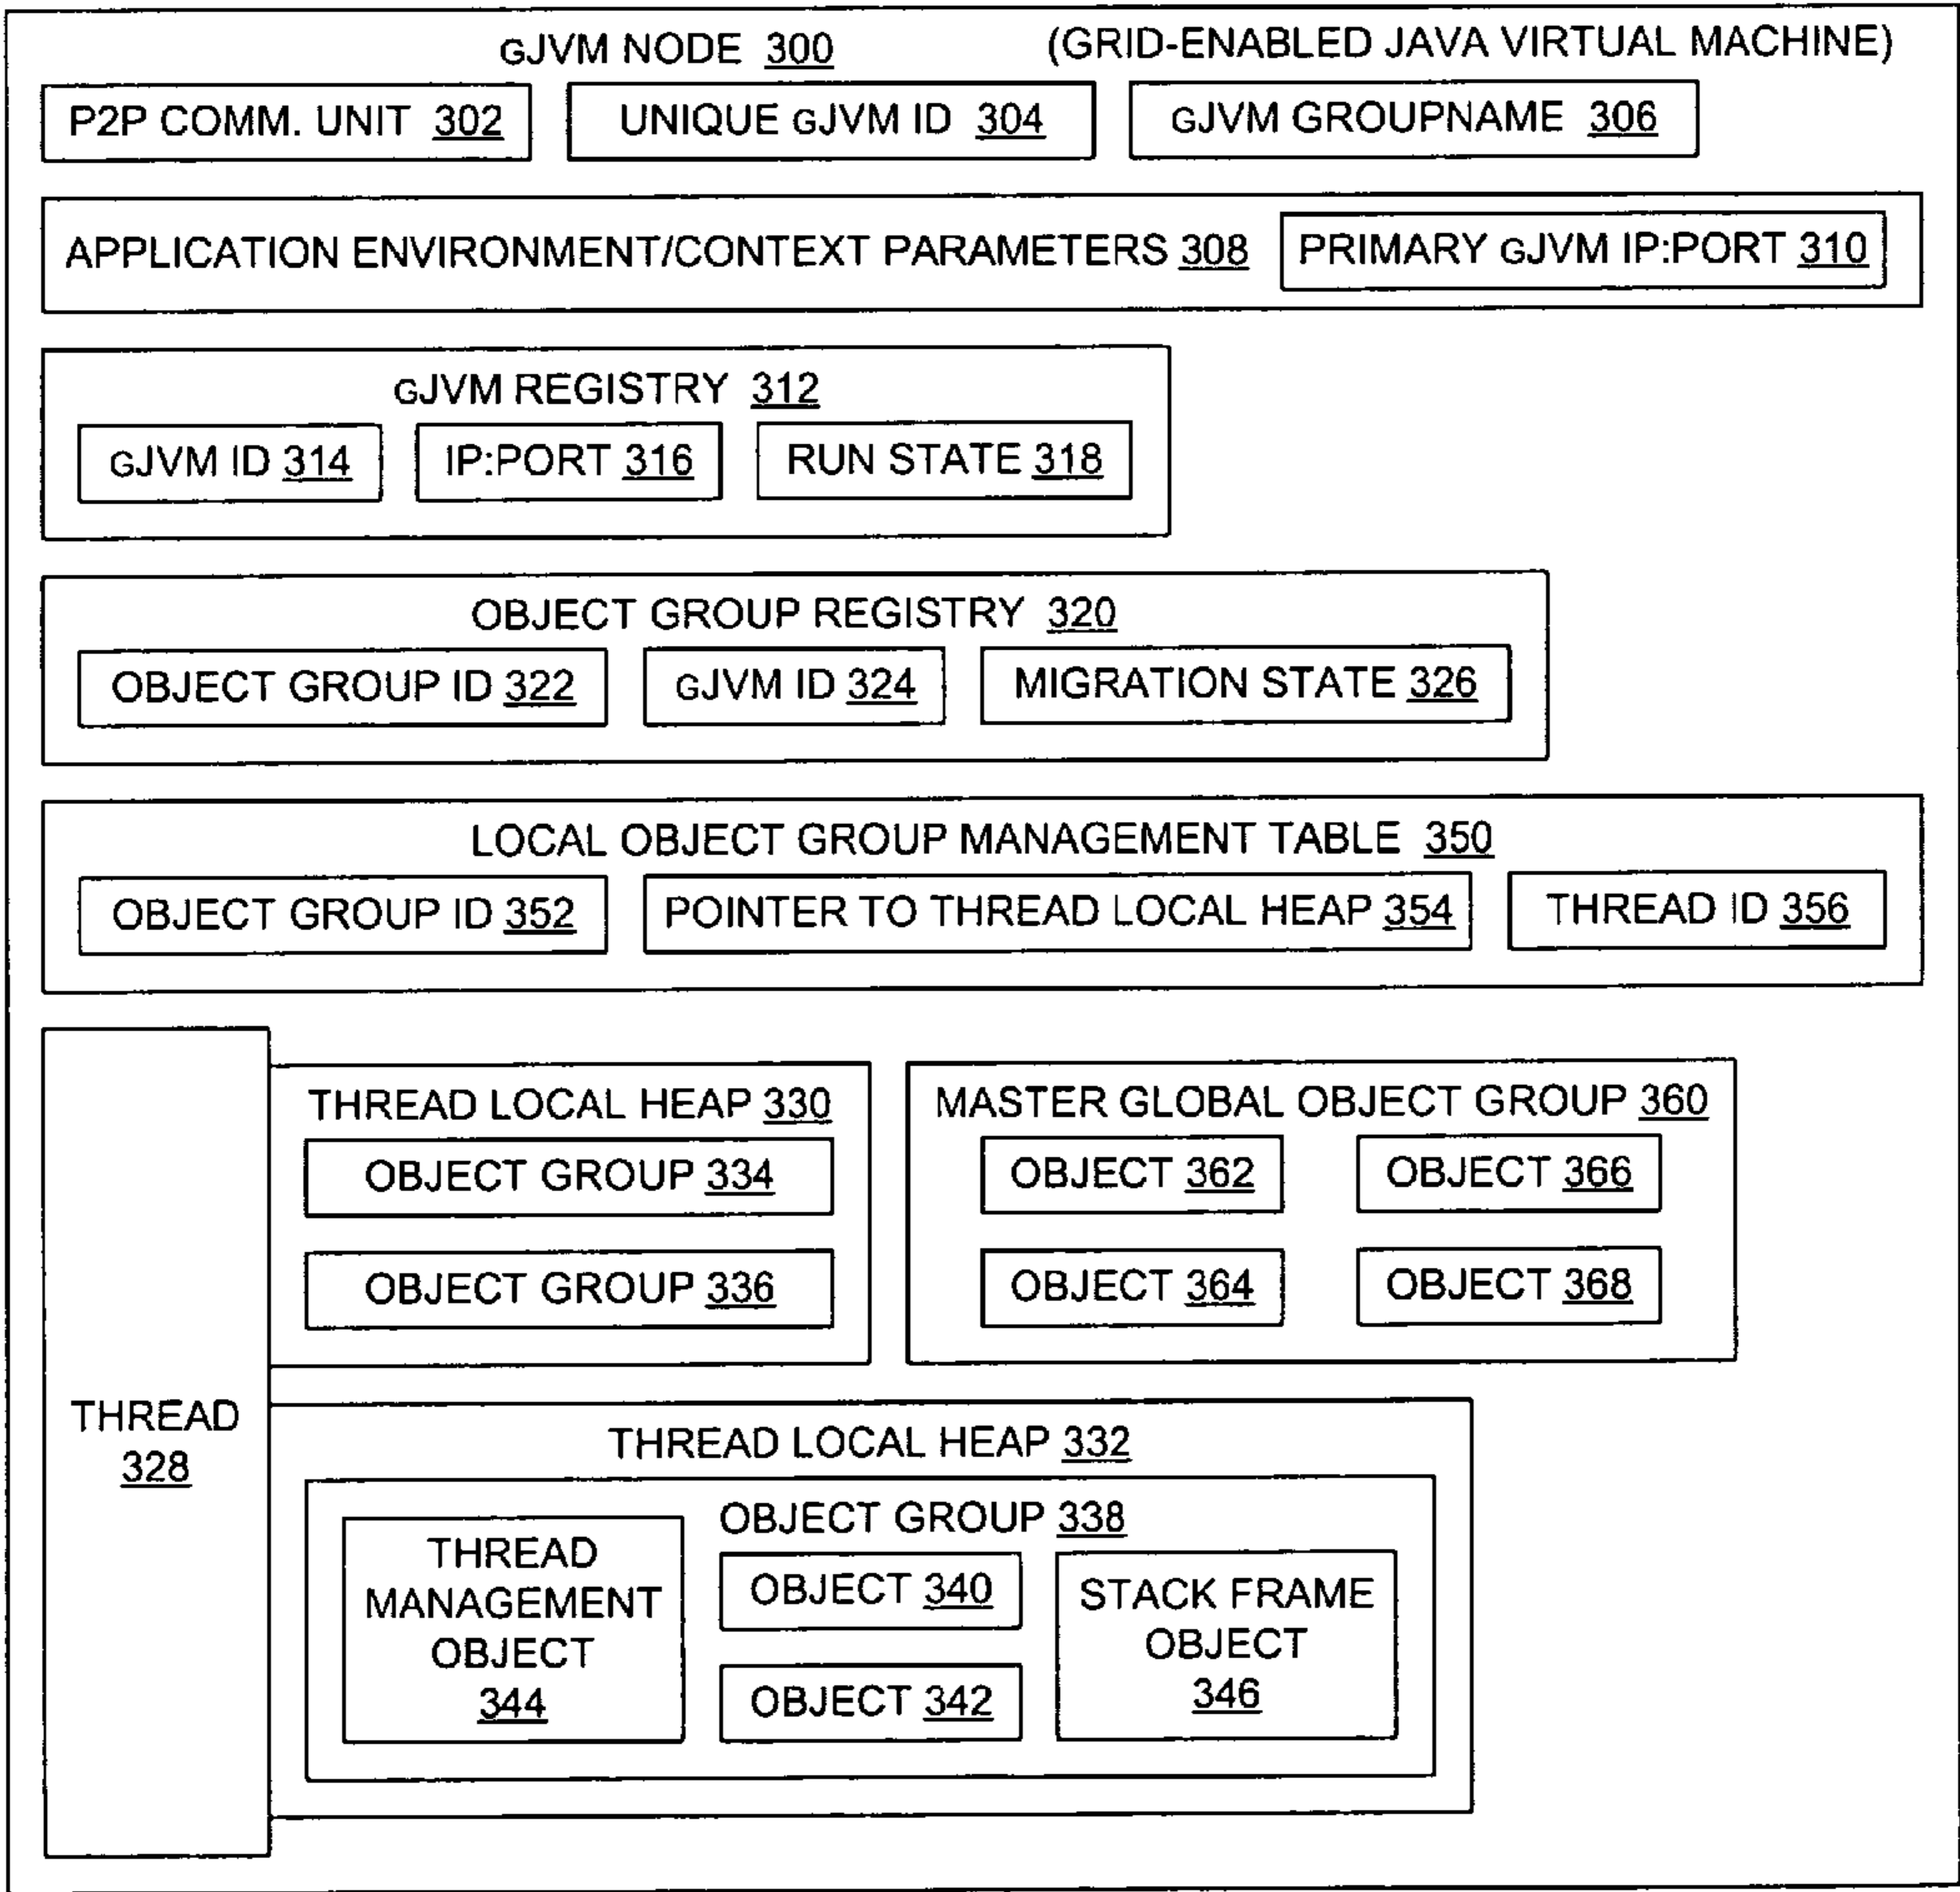 GJVM NODE 300 (GRID-ENABLED JAVA VIRTUAL MACHINE)
P2P COMM. UNIT 302
UNIQUE GJVM ID 304
GJVM GROUPNAME 306
APPLICATION ENVIRONMENT/CONTEXT PARAMETERS 308
PRIMARY GJVM IP:PORT 310
GJVM REGISTRY 312
GJVM ID 314
IP:PORT 316
RUN STATE 318
OBJECT GROUP REGISTRY 320
OBJECT GROUP ID 322
GJVM ID 324
MIGRATION STATE 326
LOCAL OBJECT GROUP MANAGEMENT TABLE 350
OBJECT GROUP ID 352
POINTER TO THREAD LOCAL HEAP 354
THREAD ID 356
THREAD
328
THREAD LOCAL HEAP 330
OBJECT GROUP 334
OBJECT GROUP 336
MASTER GLOBAL OBJECT GROUP 360
OBJECT 362
OBJECT 366
OBJECT 364
OBJECT 368
THREAD LOCAL HEAP 332
OBJECT GROUP 338
THREAD
MANAGEMENT
OBJECT
344
OBJECT 340
OBJECT 342
STACK FRAME
OBJECT
346